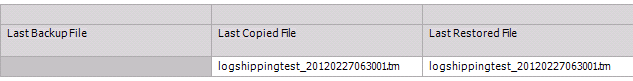 Last Backup File
Last Copied File
Last Restored File
logshippingtest_20120227063001.trn
logshippingtest_20120227063001.trn